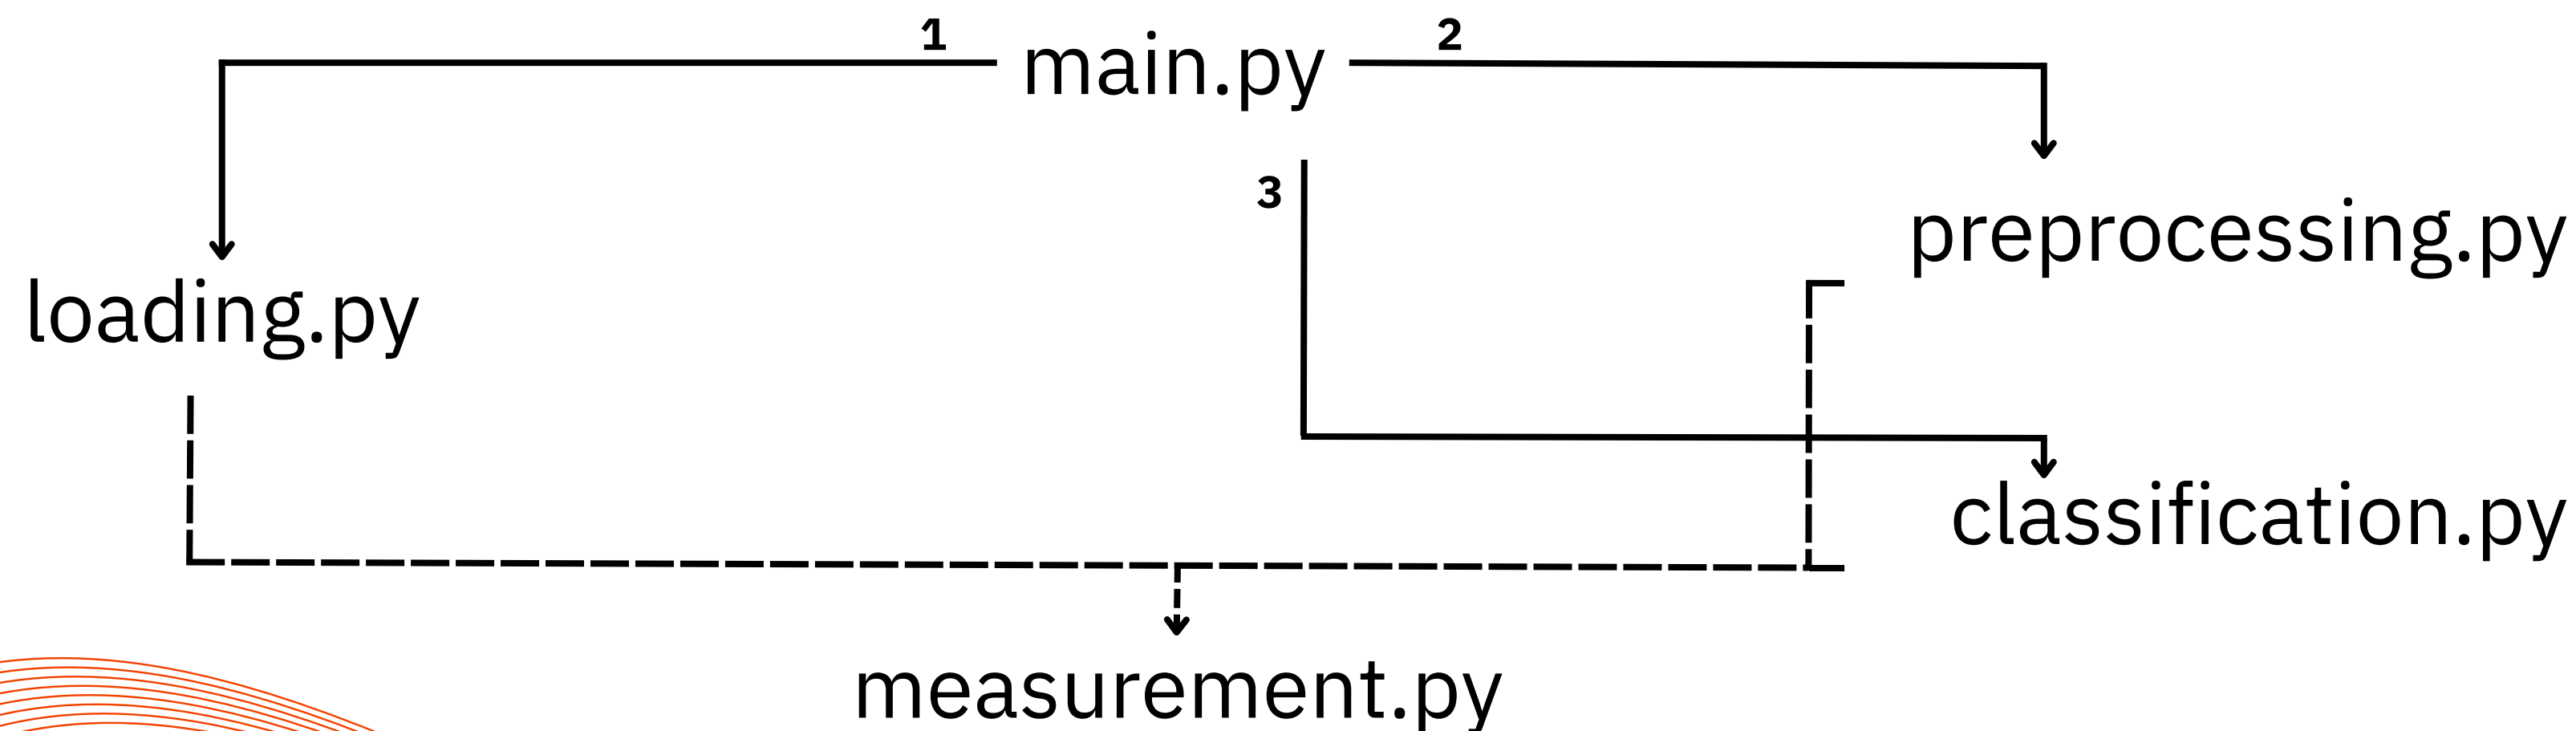 1 main.py 2
3
preprocessing.py
loading.py
classification.py
measurement.py